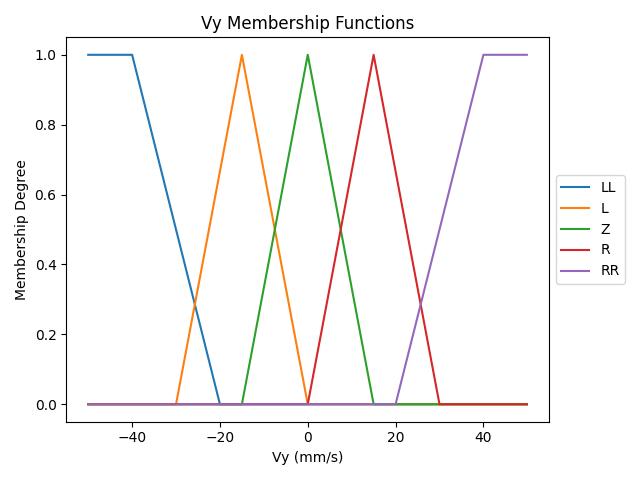 Vy Membership Functions
1.0
0.8
0.6
0.4
0.2
0.0
Membership Degree
−40
−20
0
20
40
Vy (mm/s)
LL
L
Z
R
RR